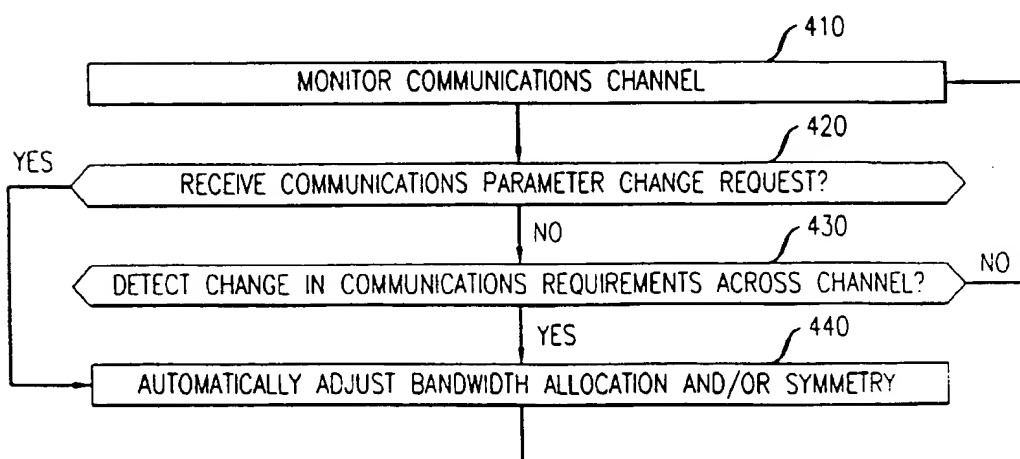 410
MONITOR COMMUNICATIONS CHANNEL
420
YES
RECEIVE COMMUNICATIONS PARAMETER CHANGE REQUEST?
NO
430
DETECT CHANGE IN COMMUNICATIONS REQUIREMENTS ACROSS CHANNEL?
NO
YES
440
AUTOMATICALLY ADJUST BANDWIDTH ALLOCATION AND/OR SYMMETRY